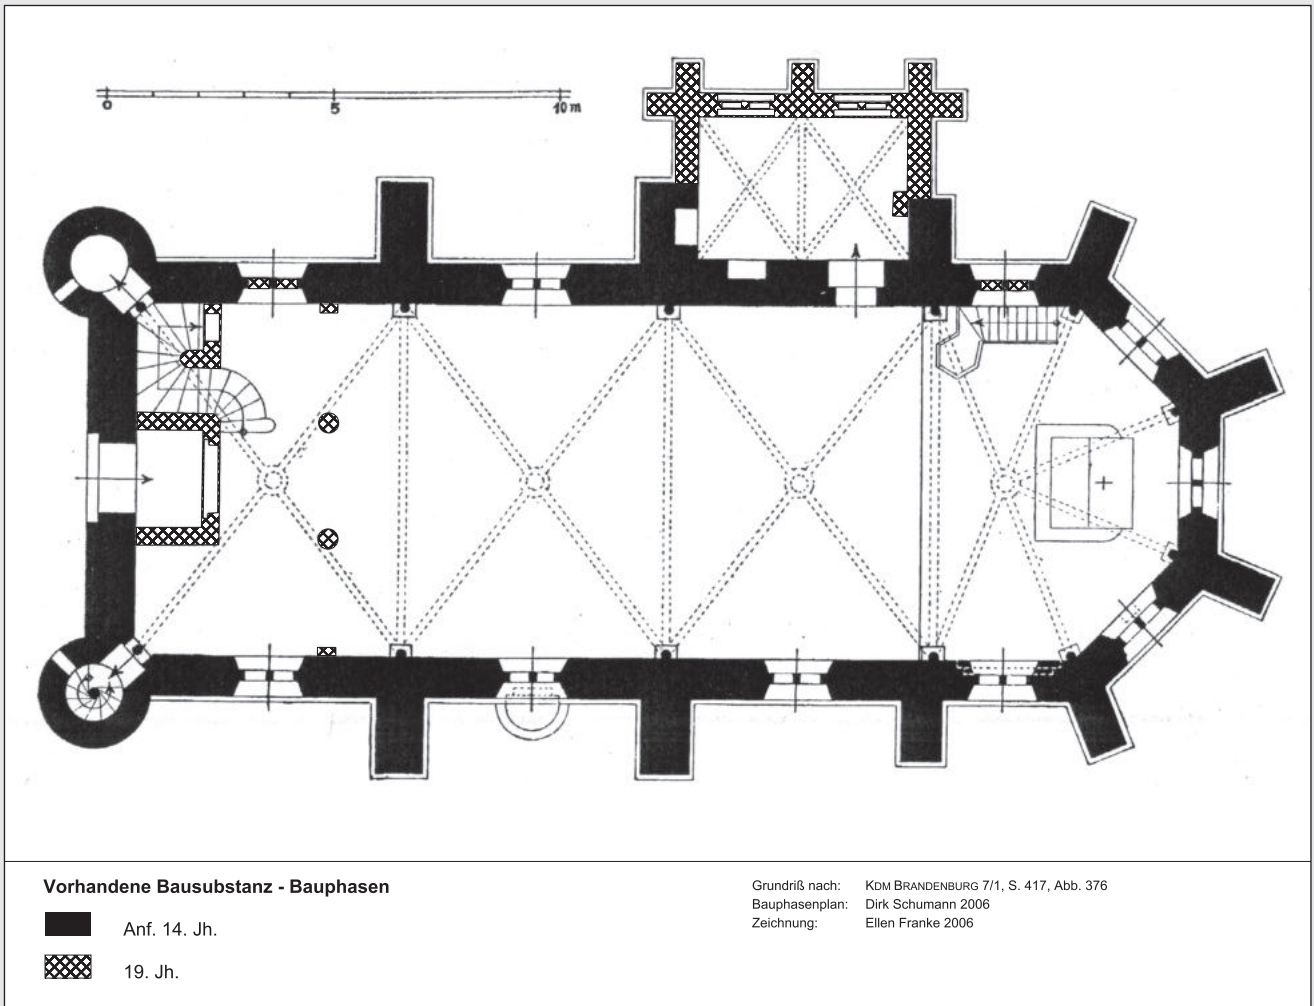 0 5 10 m
Vorhandene Bausubstanz - Bauphasen
Anf. 14. Jh.
19. Jh.
Grundriß nach: KDM BRANDENBURG 7/1, S. 417, Abb. 376
Bauphasenplan: Dirk Schumann 2006
Zeichnung: Ellen Franke 2006